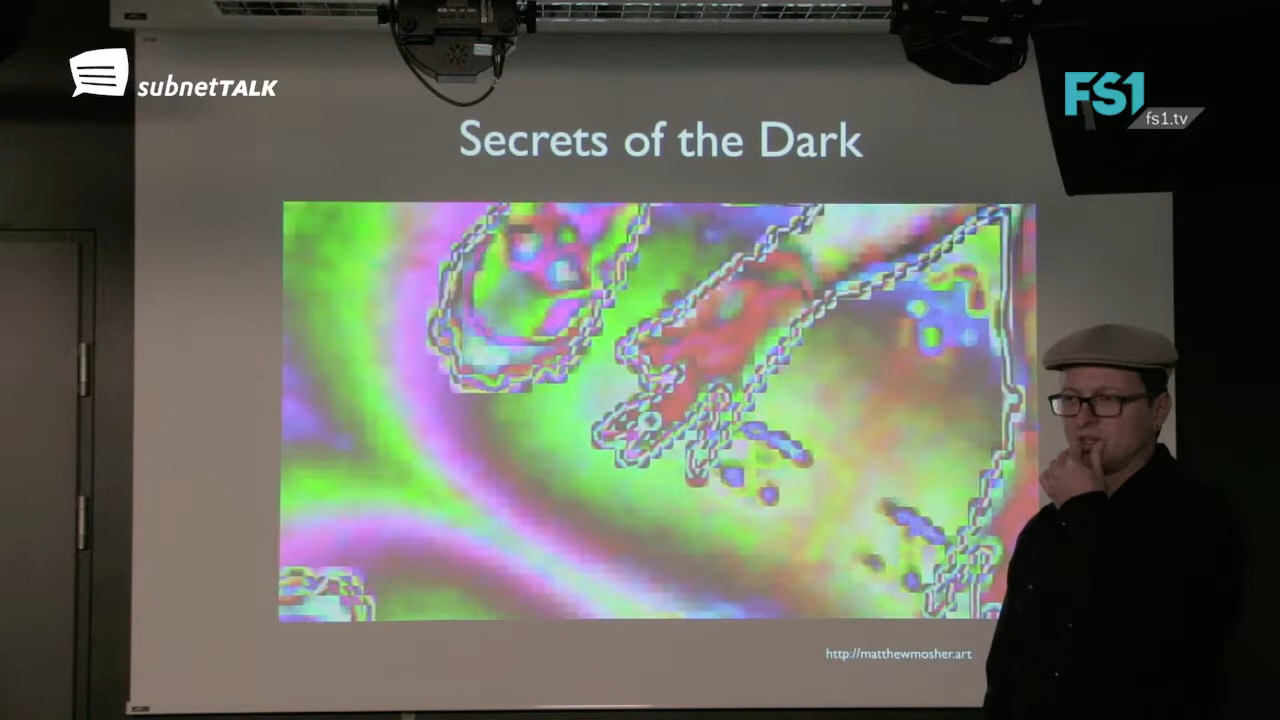 subnetTALK
FS1
fs1.tv
Secrets of the Dark
http://matthewmosher.art